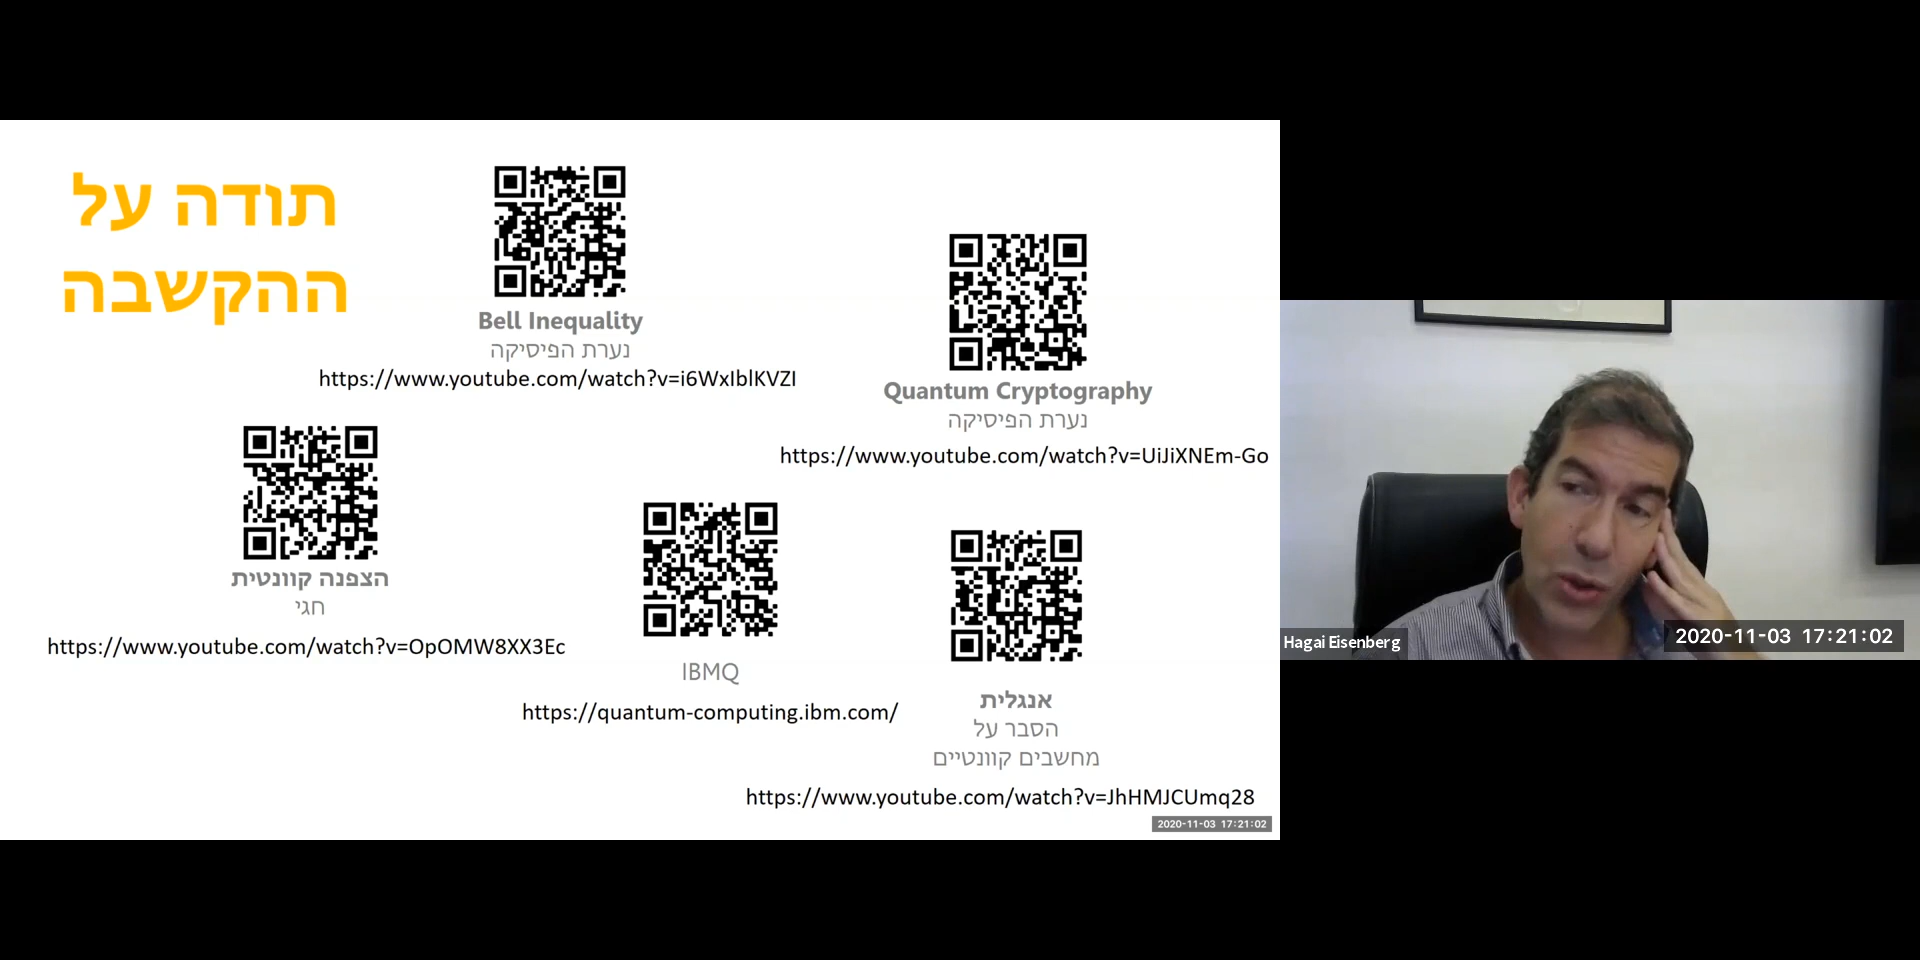 תודה על
ההקשבה
Bell Inequality
נערת הפיסיקה
https://www.youtube.com/watch?v=i6WxIblKVZI
Quantum Cryptography
נערת הפיסיקה
https://www.youtube.com/watch?v=UiJiXNEm-Go
הצפנה קוונטית
חגי
https://www.youtube.com/watch?v=OpOMW8XX3Ec
IBMQ
https://quantum-computing.ibm.com/
אנגלית
הסבר על
מחשבים קוונטיים
https://www.youtube.com/watch?v=JhHMJCUmq28
2020-11-03 17:21:02
Hagai Eisenberg
2020-11-03 17:21:02